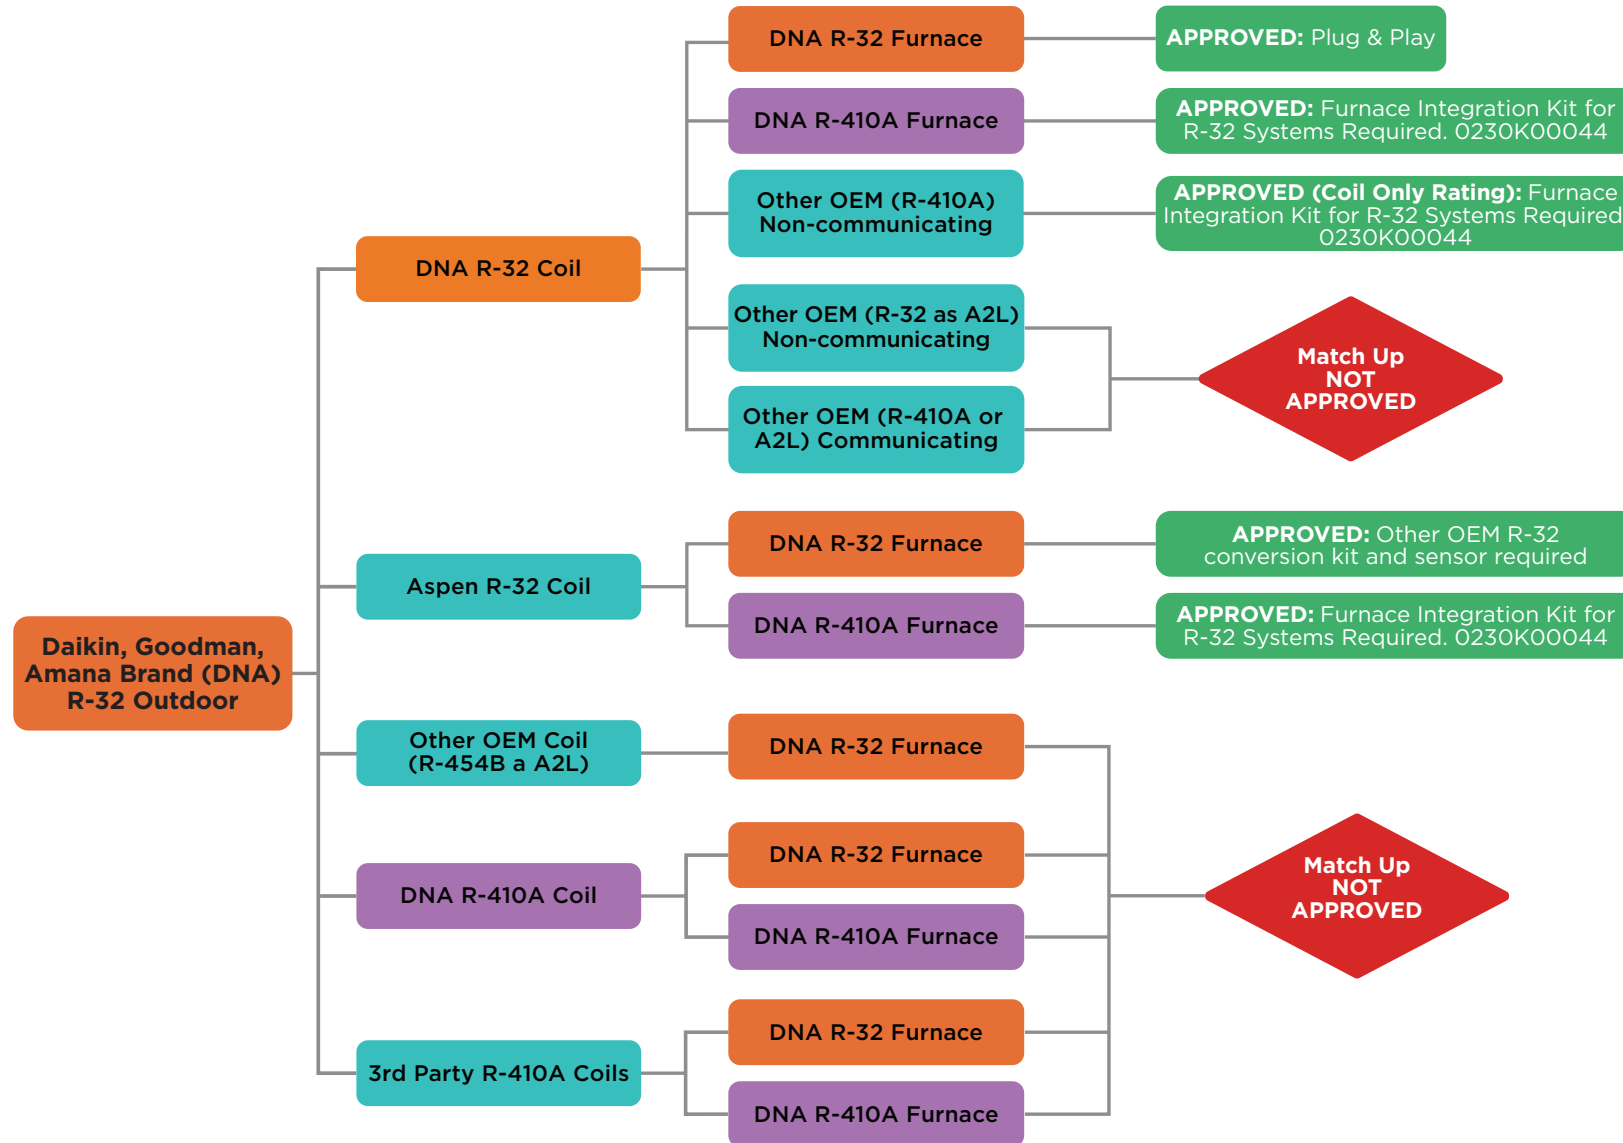 DNA R-32 Furnace
APPROVED: Plug & Play
DNA R-410A Furnace
APPROVED: Furnace Integration Kit for
R-32 Systems Required. 0230K00044
Other OEM (R-410A)
Non-communicating
APPROVED (Coil Only Rating): Furnace
Integration Kit for R-32 Systems Required
0230K00044
DNA R-32 Coil
Other OEM (R-32 as A2L)
Non-communicating
Other OEM (R-410A or
A2L) Communicating
Match Up
NOT
APPROVED
Aspen R-32 Coil
DNA R-32 Furnace
APPROVED: Other OEM R-32
conversion kit and sensor required
DNA R-410A Furnace
APPROVED: Furnace Integration Kit for
R-32 Systems Required. 0230K00044
Daikin, Goodman,
Amana Brand (DNA)
R-32 Outdoor
Other OEM Coil
(R-454B a A2L)
DNA R-32 Furnace
DNA R-410A Coil
DNA R-32 Furnace
DNA R-410A Furnace
Match Up
NOT
APPROVED
3rd Party R-410A Coils
DNA R-32 Furnace
DNA R-410A Furnace